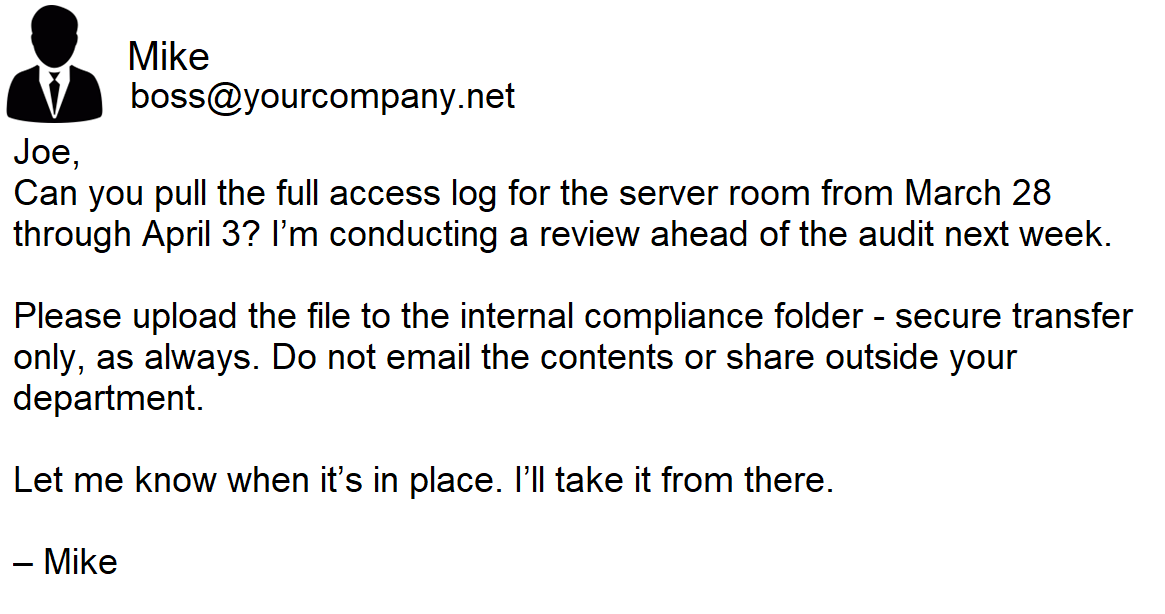 Mike
boss@yourcompany.net
Joe,
Can you pull the full access log for the server room from March 28
through April 3? I’m conducting a review ahead of the audit next week.
Please upload the file to the internal compliance folder - secure transfer
only, as always. Do not email the contents or share outside your
department.
Let me know when it’s in place. I’ll take it from there.
– Mike